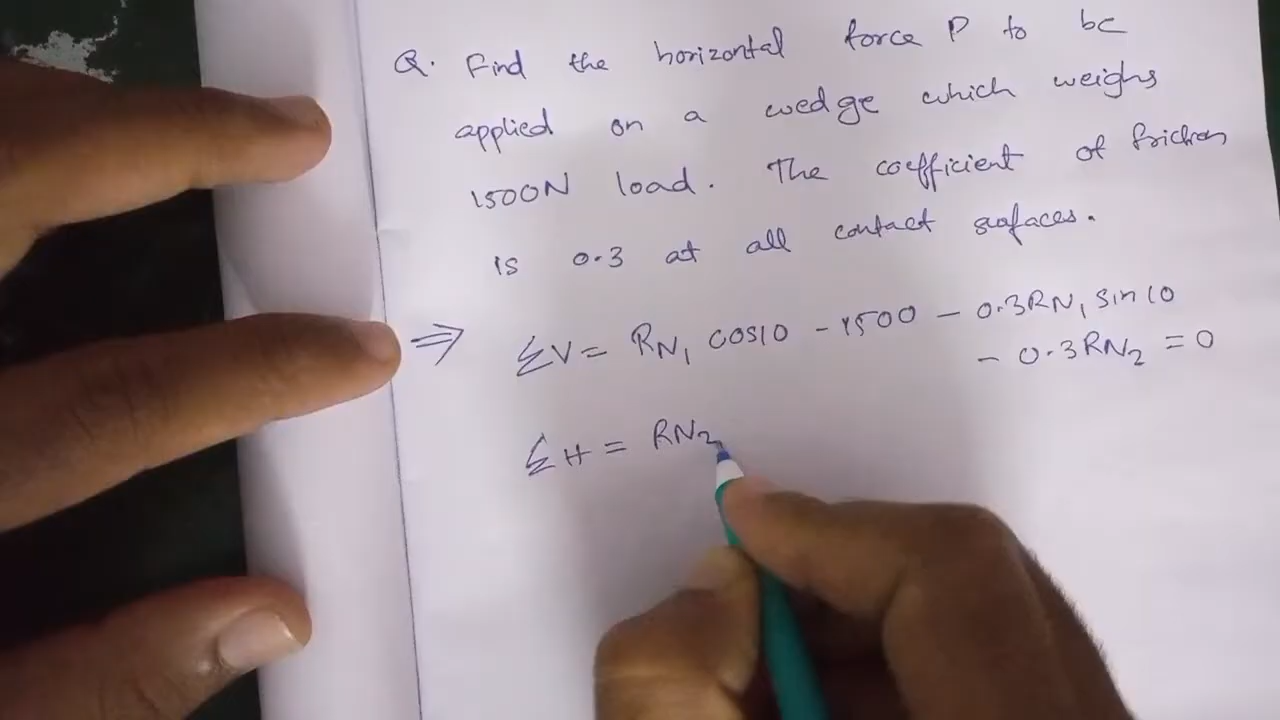 Q. Find the horizontal force P to be
applied on a wedge which weighs
1500N load. The coefficient of friction
is 0.3 at all contact surfaces.
⇒ ΣV = RN₁ cos10 - 1500 - 0.3RN₁ sin10
- 0.3RN₂ = 0
ΣH = RN₂